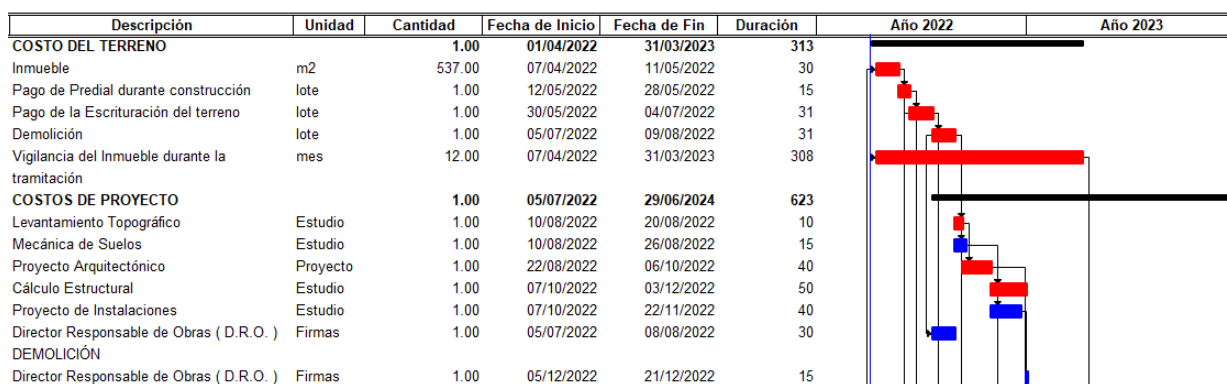 Descripción Unidad Cantidad Fecha de Inicio Fecha de Fin Duración Año 2022 Año 2023
COSTO DEL TERRENO 1.00 01/04/2022 31/03/2023 313
Inmueble m2 537.00 07/04/2022 11/05/2022 30
Pago de Predial durante construcción lote 1.00 12/05/2022 28/05/2022 15
Pago de la Escrituración del terreno lote 1.00 30/05/2022 04/07/2022 31
Demolición lote 1.00 05/07/2022 09/08/2022 31
Vigilancia del Inmueble durante la mes 12.00 07/04/2022 31/03/2023 308
tramitación
COSTOS DE PROYECTO 1.00 05/07/2022 29/06/2024 623
Levantamiento Topográfico Estudio 1.00 10/08/2022 20/08/2022 10
Mecánica de Suelos Estudio 1.00 10/08/2022 26/08/2022 15
Proyecto Arquitectónico Proyecto 1.00 22/08/2022 06/10/2022 40
Cálculo Estructural Estudio 1.00 07/10/2022 03/12/2022 50
Proyecto de Instalaciones Estudio 1.00 07/10/2022 22/11/2022 40
Director Responsable de Obras ( D.R.O. ) Firmas 1.00 05/07/2022 08/08/2022 30
DEMOLICIÓN
Director Responsable de Obras ( D.R.O. ) Firmas 1.00 05/12/2022 21/12/2022 15